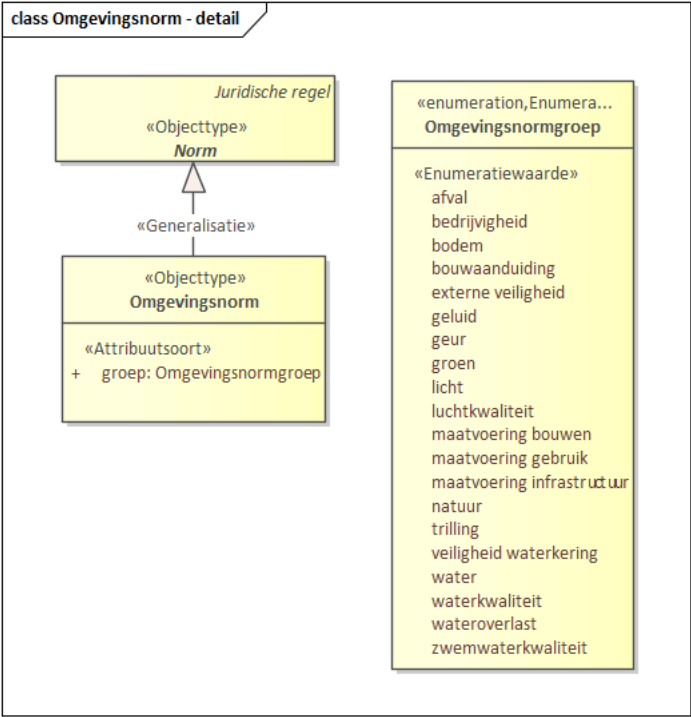 class Omgevingsnorm - detail
Juridische regel
«Objecttype»
Norm
«Generalisatie»
«Objecttype»
Omgevingsnorm
«Attribuutsoort»
+ groep: Omgevingsnormgroep
«enumeration,Enumera...
Omgevingsnormgroep
«Enumeratiewaarde»
afval
bedrijvigheid
bodem
bouwaanduiding
externe veiligheid
geluid
geur
groen
licht
luchtkwaliteit
maatvoering bouwen
maatvoering gebruik
maatvoering infrastructuur
natuur
trilling
veiligheid waterkering
water
waterkwaliteit
wateroverlast
zwemwaterkwaliteit